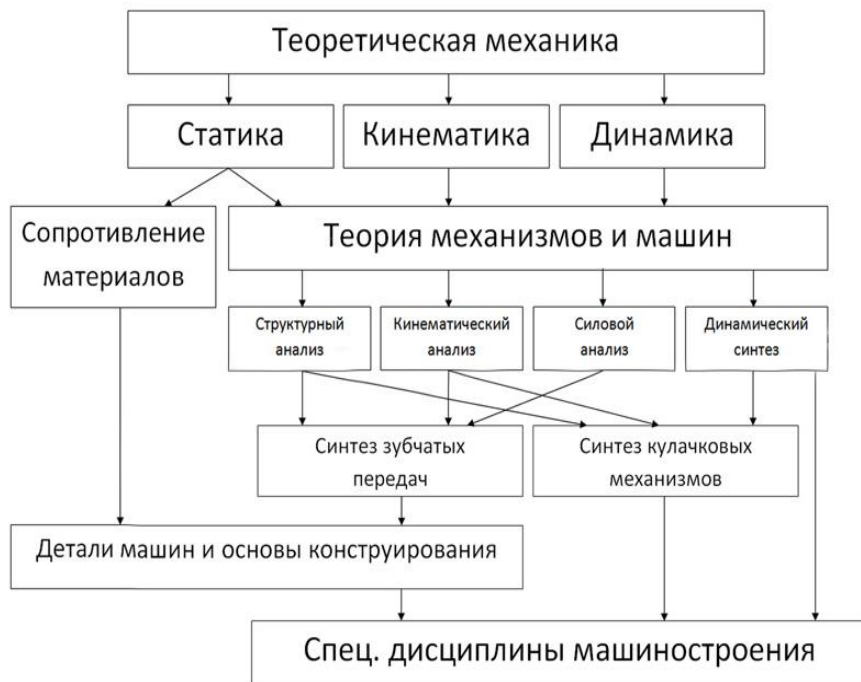 Теоретическая механика
Статика
Кинематика
Динамика
Сопротивление
материалов
Теория механизмов и машин
Структурный
анализ
Кинематический
анализ
Силовой
анализ
Динамический
синтез
Синтез зубчатых
передач
Синтез кулачковых
механизмов
Детали машин и основы конструирования
Спец. дисциплины машиностроения